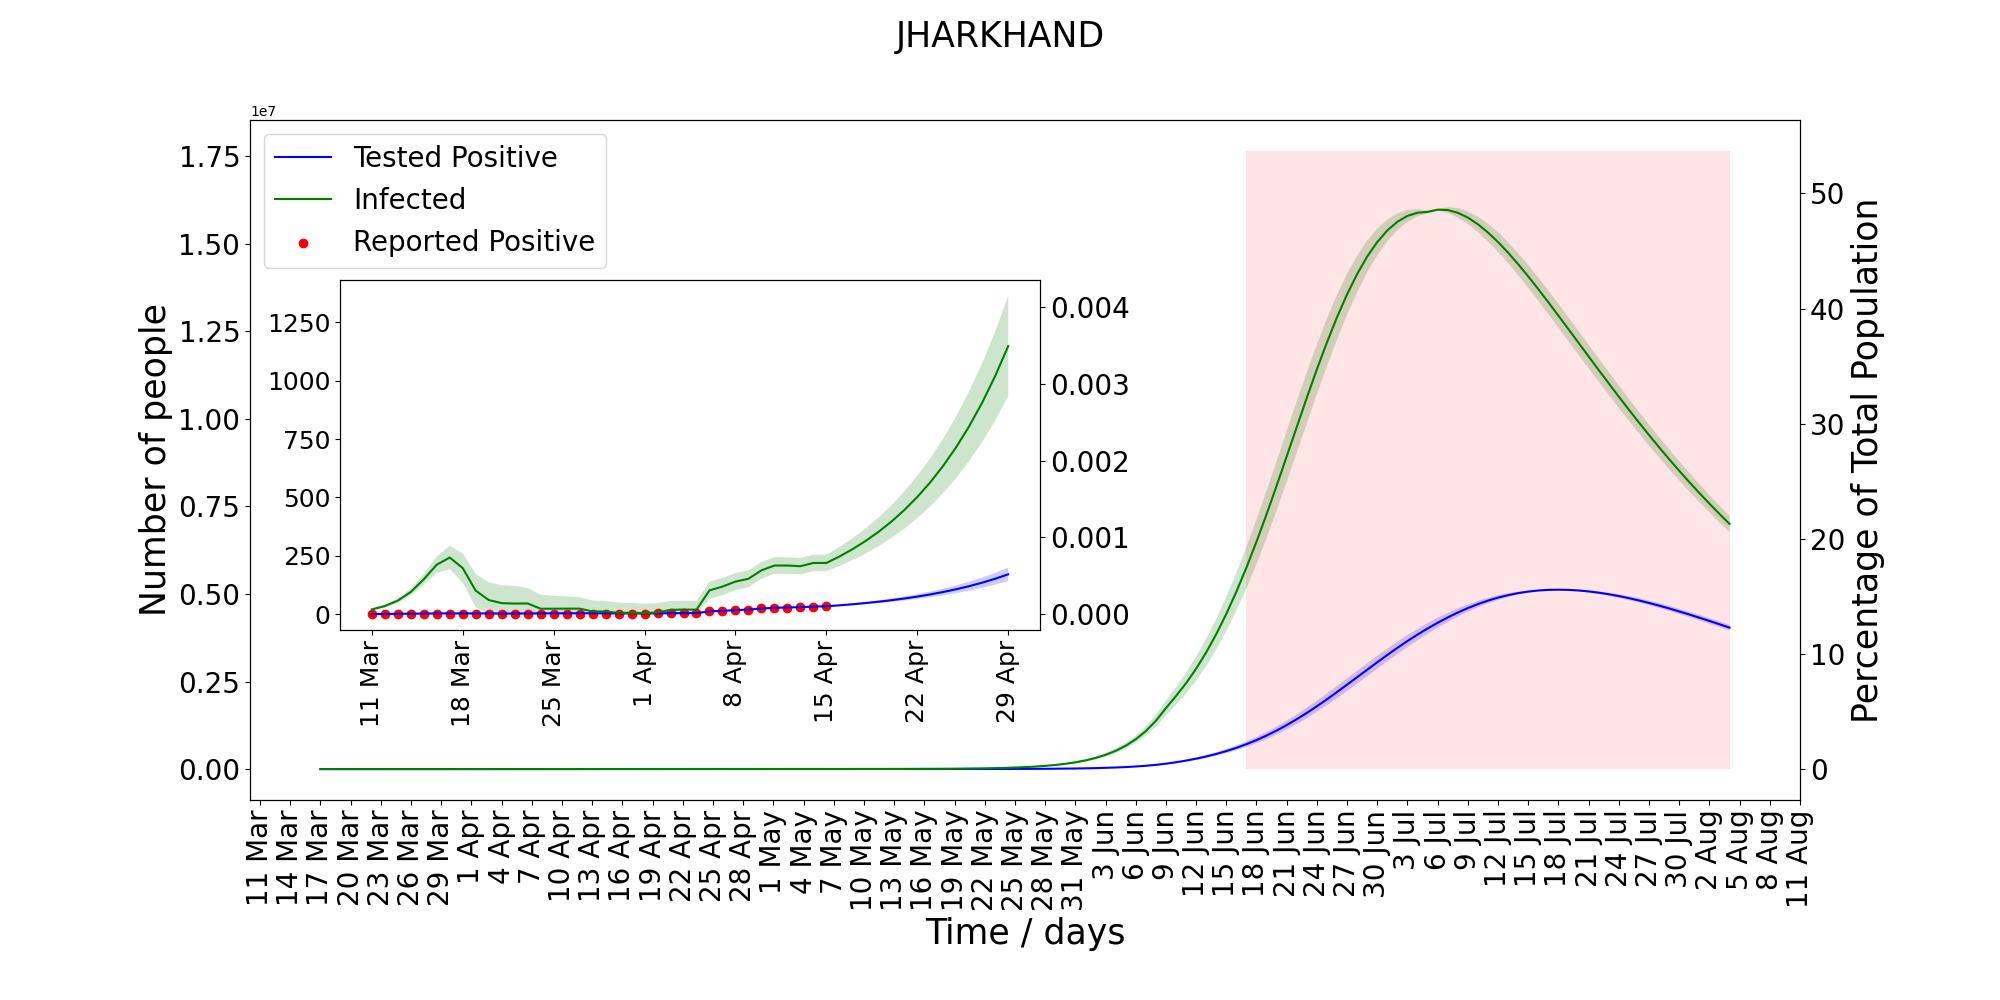 JHARKHAND
1e7
Tested Positive
Infected
Reported Positive
Number of people
1.75
1.50
1.25
1.00
0.75
0.50
0.25
0.00
1250
1000
750
500
250
0
0.004
0.003
0.002
0.001
0.000
11 Mar
18 Mar
25 Mar
1 Apr
8 Apr
15 Apr
22 Apr
29 Apr
50
40
30
20
10
0
Percentage of Total Population
11 Mar
14 Mar
17 Mar
20 Mar
23 Mar
26 Mar
29 Mar
1 Apr
4 Apr
7 Apr
10 Apr
13 Apr
16 Apr
19 Apr
22 Apr
25 Apr
28 Apr
1 May
4 May
7 May
10 May
13 May
16 May
19 May
22 May
25 May
28 May
31 May
3 Jun
6 Jun
9 Jun
12 Jun
15 Jun
18 Jun
21 Jun
24 Jun
27 Jun
30 Jun
3 Jul
6 Jul
9 Jul
12 Jul
15 Jul
18 Jul
21 Jul
24 Jul
27 Jul
30 Jul
2 Aug
5 Aug
8 Aug
11 Aug
Time / days